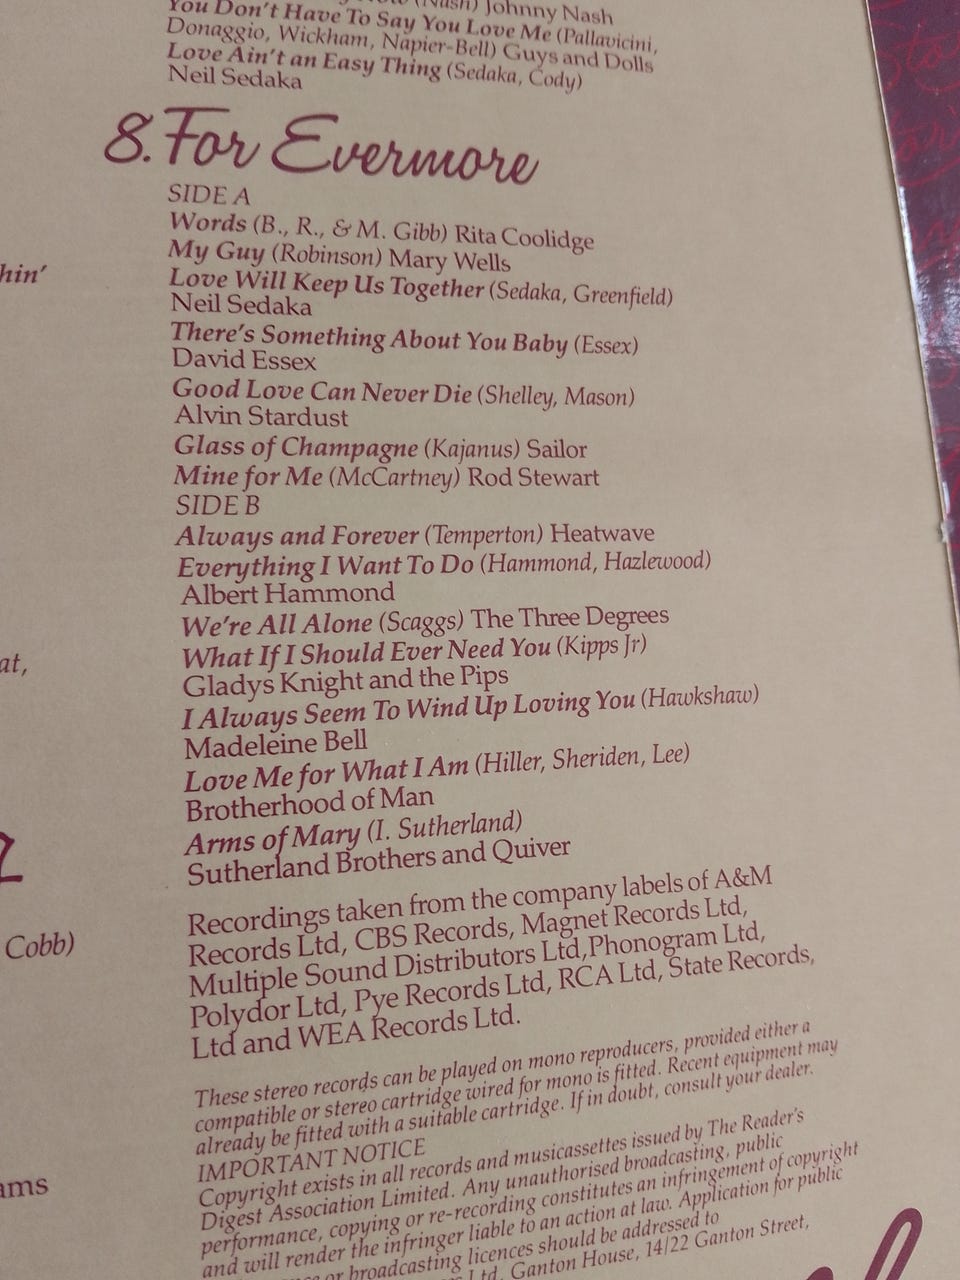 (Nash) Johnny Nash
You Don't Have To Say You Love Me (Pallavicini,
Donaggio, Wickham, Napier-Bell) Guys and Dolls
Love Ain't an Easy Thing (Sedaka, Cody)
Neil Sedaka
8. For Evermore
SIDE A
Words (B., R., & M. Gibb) Rita Coolidge
My Guy (Robinson) Mary Wells
Love Will Keep Us Together (Sedaka, Greenfield)
Neil Sedaka
There's Something About You Baby (Essex)
David Essex
Good Love Can Never Die (Shelley, Mason)
Alvin Stardust
Glass of Champagne (Kajanus) Sailor
Mine for Me (McCartney) Rod Stewart
SIDE B
Always and Forever (Temperton) Heatwave
Everything I Want To Do (Hammond, Hazlewood)
Albert Hammond
We're All Alone (Scaggs) The Three Degrees
What If I Should Ever Need You (Kipps Jr)
Gladys Knight and the Pips
I Always Seem To Wind Up Loving You (Hawkshaw)
Madeleine Bell
Love Me for What I Am (Hiller, Sheriden, Lee)
Brotherhood of Man
Arms of Mary (I. Sutherland)
Sutherland Brothers and Quiver
Recordings taken from the company labels of A&M
Records Ltd, CBS Records, Magnet Records Ltd,
Multiple Sound Distributors Ltd,Phonogram Ltd,
Polydor Ltd, Pye Records Ltd, RCA Ltd, State Records,
Ltd and WEA Records Ltd.
These stereo records can be played on mono reproducers, provided either a
compatible or stereo cartridge wired for mono is fitted. Recent equipment may
already be fitted with a suitable cartridge. If in doubt, consult your dealer.
IMPORTANT NOTICE
Copyright exists in all records and musicassettes issued by The Reader's
Digest Association Limited. Any unauthorised broadcasting, public
performance, copying or re-recording constitutes an infringement of copyright
and will render the infringer liable to an action at law. Application for public
or broadcasting licences should be addressed to
Ltd, Ganton House, 14/22 Ganton Street,
hin'
at,
Cobb)
ams